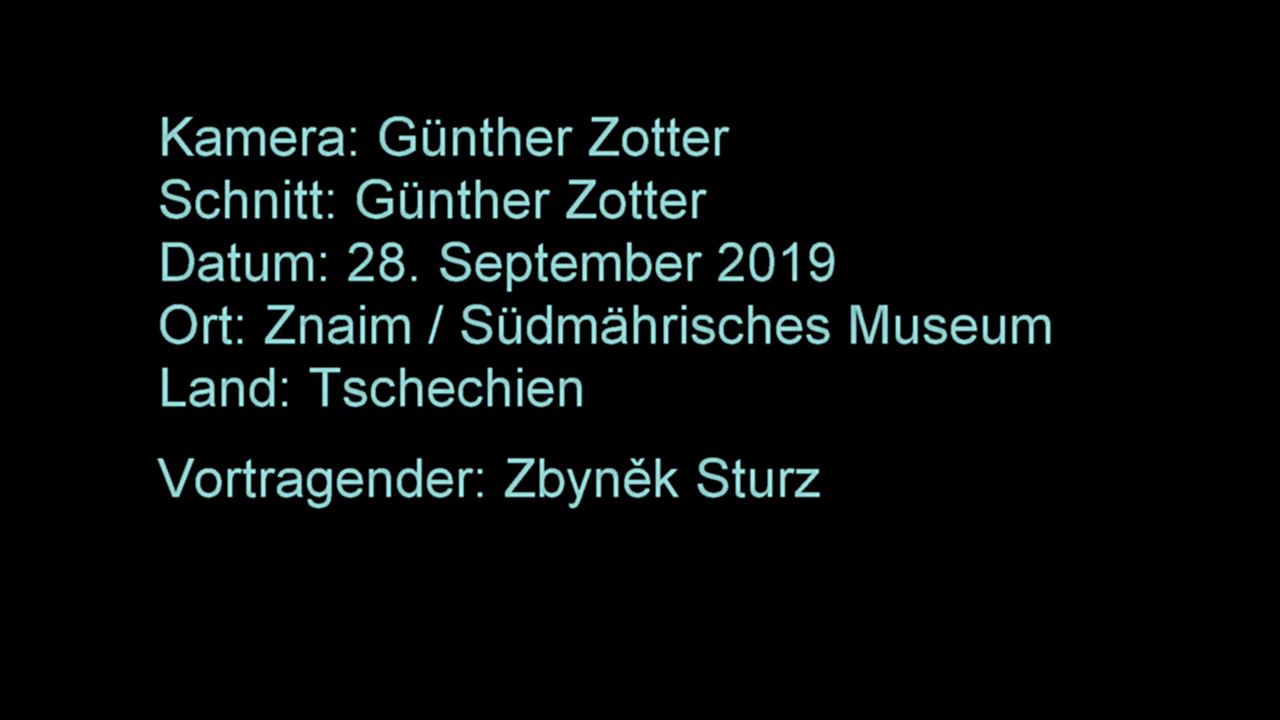 Kamera: Günther Zotter
Schnitt: Günther Zotter
Datum: 28. September 2019
Ort: Znaim / Südmährisches Museum
Land: Tschechien
Vortragender: Zbyněk Sturz